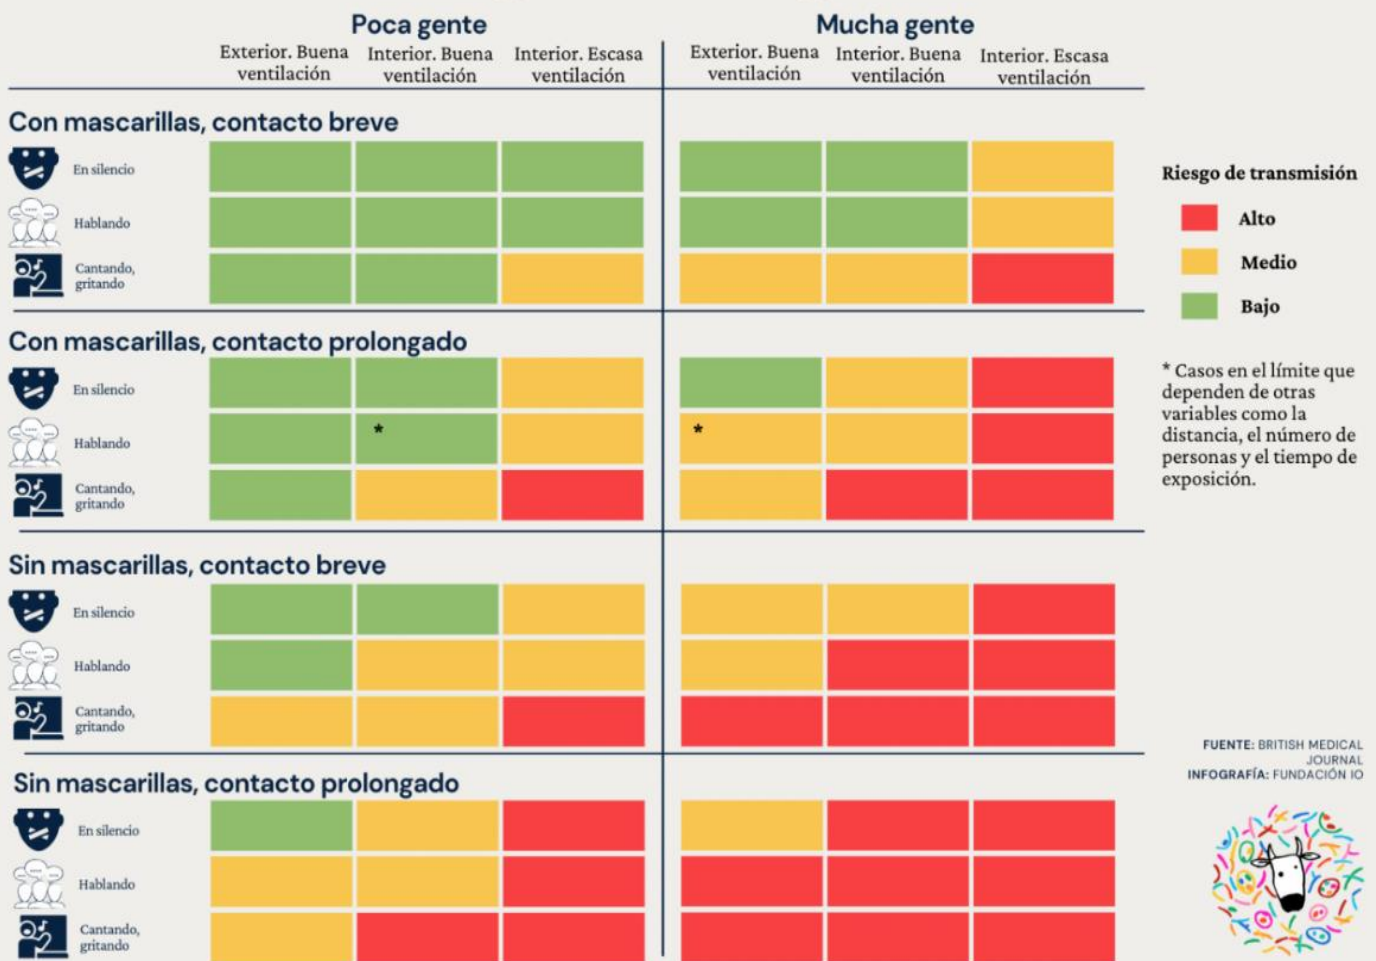 Poca gente
Mucha gente
Exterior. Buena
ventilación
Interior. Buena
ventilación
Interior. Escasa
ventilación
Exterior. Buena
ventilación
Interior. Buena
ventilación
Interior. Escasa
ventilación
Con mascarillas, contacto breve
En silencio
Hablando
Cantando,
gritando
Con mascarillas, contacto prolongado
En silencio
Hablando
*
*
Cantando,
gritando
Sin mascarillas, contacto breve
En silencio
Hablando
Cantando,
gritando
Sin mascarillas, contacto prolongado
En silencio
Hablando
Cantando,
gritando
Riesgo de transmisión
Alto
Medio
Bajo
* Casos en el límite que
dependen de otras
variables como la
distancia, el número de
personas y el tiempo de
exposición.
FUENTE: BRITISH MEDICAL
JOURNAL
INFOGRAFÍA: FUNDACIÓN IO